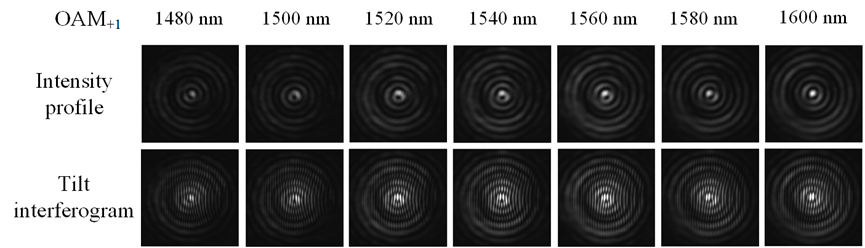 OAM+1 1480 nm 1500 nm 1520 nm 1540 nm 1560 nm 1580 nm 1600 nm
Intensity
profile
Tilt
interferogram